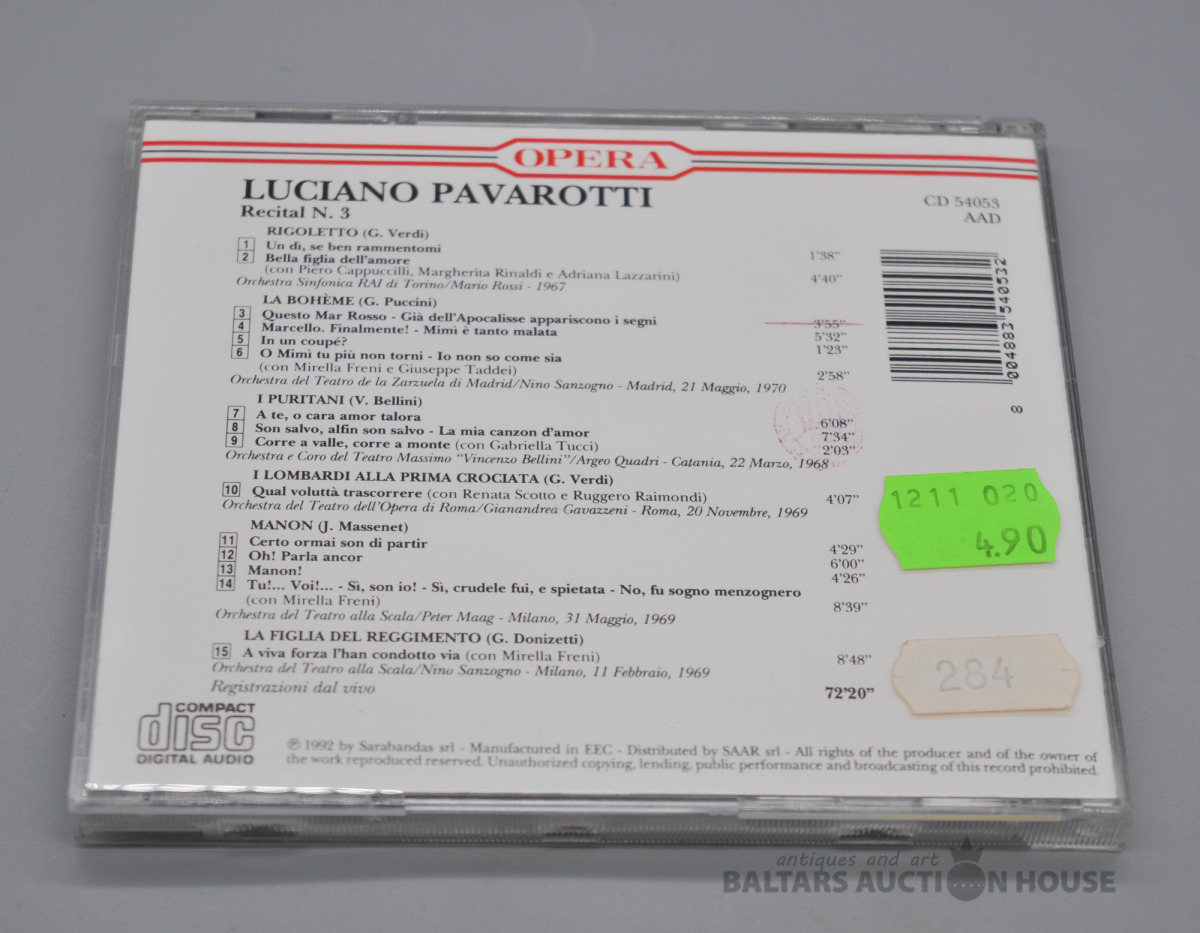 OPERA
LUCIANO PAVAROTTI
Recital N. 3
CD 54053
AAD
RIGOLETTO (G. Verdi)
1 Un dì, se ben rammentomi 1'38"
2 Bella figlia dell'amore
(con Piero Cappuccilli, Margherita Rinaldi e Adriana Lazzarini) 4'40"
Orchestra Sinfonica RAI di Torino/Mario Rossi - 1967
LA BOHÈME (G. Puccini)
3 Questo Mar Rosso - Già dell'Apocalisse appariscono i segni 3'55"
4 Marcello. Finalmente! - Mimì è tanto malata 5'32"
5 In un coupé? 1'23"
6 O Mimì tu più non torni - Io non so come sia
(con Mirella Freni e Giuseppe Taddei) 2'58"
Orchestra del Teatro de la Zarzuela di Madrid/Nino Sanzogno - Madrid, 21 Maggio, 1970
I PURITANI (V. Bellini)
7 A te, o cara amor talora 6'08"
8 Son salvo, alfin son salvo - La mia canzon d'amor 7'34"
9 Corre a valle, corre a monte (con Gabriella Tucci) 2'03"
Orchestra e Coro del Teatro Massimo "Vincenzo Bellini"/Argeo Quadri - Catania, 22 Marzo, 1968
I LOMBARDI ALLA PRIMA CROCIATA (G. Verdi)
10 Qual voluttà trascorrere (con Renata Scotto e Ruggero Raimondi) 4'07"
Orchestra del Teatro dell'Opera di Roma/Gianandrea Gavazzeni - Roma, 20 Novembre, 1969
MANON (J. Massenet)
11 Certo ormai son di partir 4'29"
12 Oh! Parla ancor 6'00"
13 Manon! 4'26"
14 Tu!... Voi!... - Sì, son io! - Sì, crudele fui, e spietata - No, fu sogno menzognero
(con Mirella Freni) 8'39"
Orchestra del Teatro alla Scala/Peter Maag - Milano, 31 Maggio, 1969
LA FIGLIA DEL REGGIMENTO (G. Donizetti)
15 A viva forza l'han condotto via (con Mirella Freni) 8'48"
Orchestra del Teatro alla Scala/Nino Sanzogno - Milano, 11 Febbraio, 1969
Registrazioni dal vivo 72'20"
004883 540532
8
1211 020
4.90
284
COMPACT
disc
DIGITAL AUDIO
℗ 1992 by Sarabandas srl - Manufactured in EEC - Distributed by SAAR srl - All rights of the producer and of the owner of
the work reproduced reserved. Unauthorized copying, lending, public performance and broadcasting of this record prohibited.
antiques and art
BALTARS AUCTION HOUSE